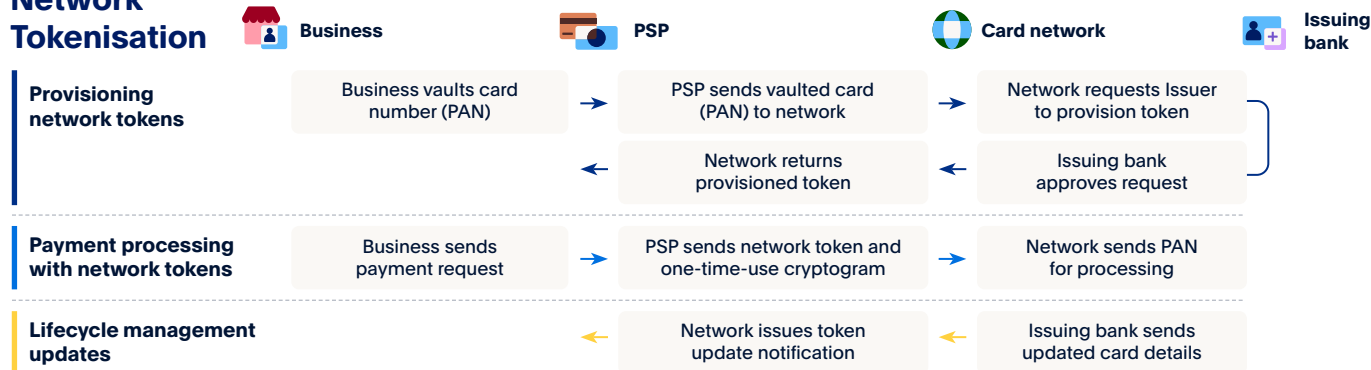 Network
Tokenisation
Business
PSP
Card network
Issuing
bank
Provisioning
network tokens
Business vaults card
number (PAN)
PSP sends vaulted card
(PAN) to network
Network requests Issuer
to provision token
Network returns
provisioned token
Issuing bank
approves request
Payment processing
with network tokens
Business sends
payment request
PSP sends network token and
one-time-use cryptogram
Network sends PAN
for processing
Lifecycle management
updates
Network issues token
update notification
Issuing bank sends
updated card details